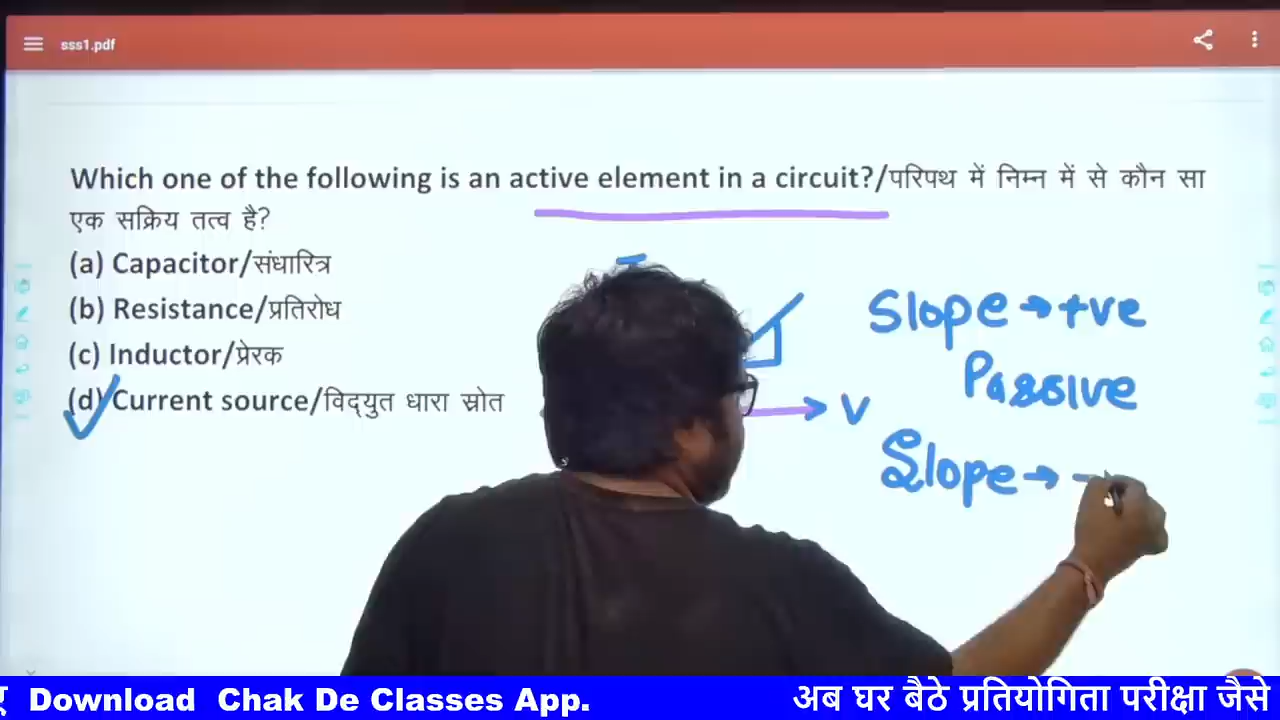 sss1.pdf
Which one of the following is an active element in a circuit?/परिपथ में निम्न में से कौन सा
एक सक्रिय तत्व है?
(a) Capacitor/संधारित्र
(b) Resistance/प्रतिरोध
(c) Inductor/प्रेरक
(d) Current source/विद्युत धारा स्रोत
Slope → +ve
Passive
V
Slope → -
Download Chak De Classes App.
अब घर बैठे प्रतियोगिता परीक्षा जैसे